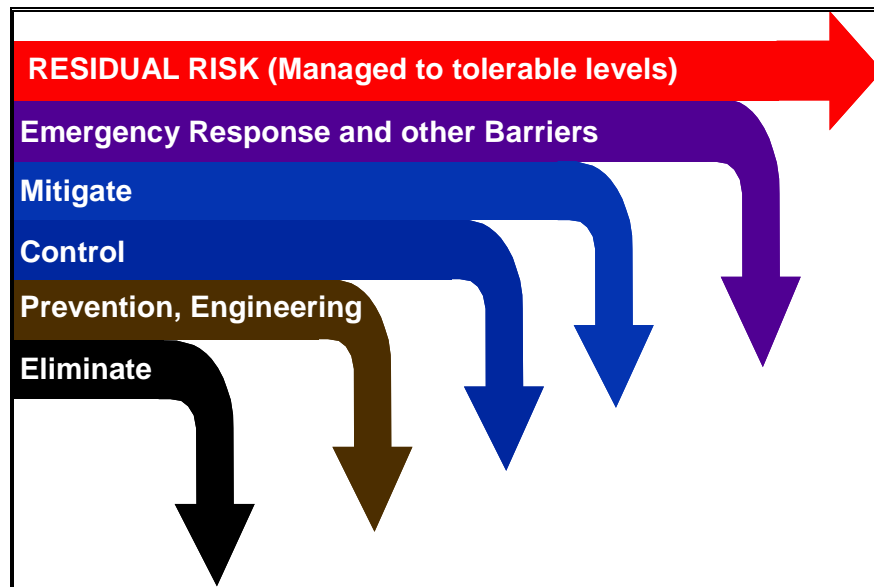 RESIDUAL RISK (Managed to tolerable levels)
Emergency Response and other Barriers
Mitigate
Control
Prevention, Engineering
Eliminate